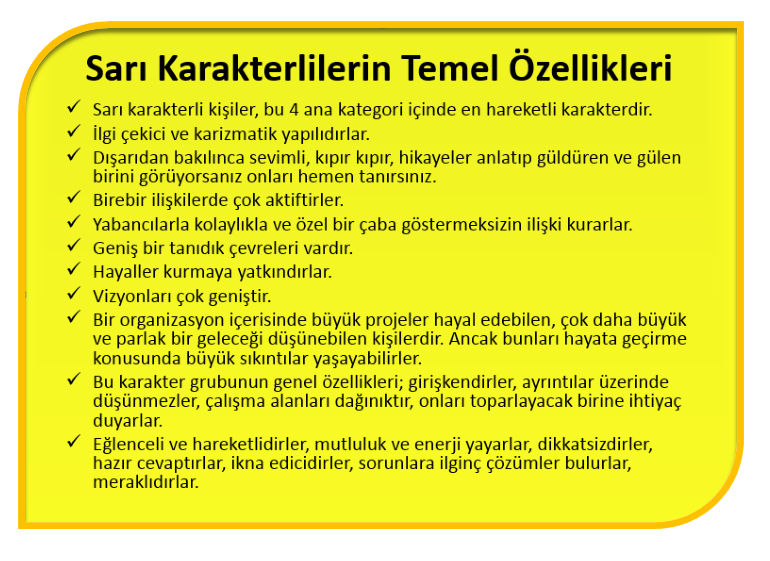 Sarı Karakterlilerin Temel Özellikleri
✓ Sarı karakterli kişiler, bu 4 ana kategori içinde en hareketli karakterdir.
✓ İlgi çekici ve karizmatik yapılıdırlar.
✓ Dışarıdan bakılınca sevimli, kıpır kıpır, hikayeler anlatıp güldüren ve gülen
birini görüyorsanız onları hemen tanırsınız.
✓ Birebir ilişkilerde çok aktiftirler.
✓ Yabancılarla kolaylıkla ve özel bir çaba göstermeksizin ilişki kurarlar.
✓ Geniş bir tanıdık çevreleri vardır.
✓ Hayaller kurmaya yatkındırlar.
✓ Vizyonları çok geniştir.
✓ Bir organizasyon içerisinde büyük projeler hayal edebilen, çok daha büyük
ve parlak bir geleceği düşünebilen kişilerdir. Ancak bunları hayata geçirme
konusunda büyük sıkıntılar yaşayabilirler.
✓ Bu karakter grubunun genel özellikleri; girişkendirler, ayrıntılar üzerinde
düşünmezler, çalışma alanları dağınıktır, onları toparlayacak birine ihtiyaç
duyarlar.
✓ Eğlenceli ve hareketlidirler, mutluluk ve enerji yayarlar, dikkatsizdirler,
hazır cevaptırlar, ikna edicidirler, sorunlara ilginç çözümler bulurlar,
meraklıdırlar.